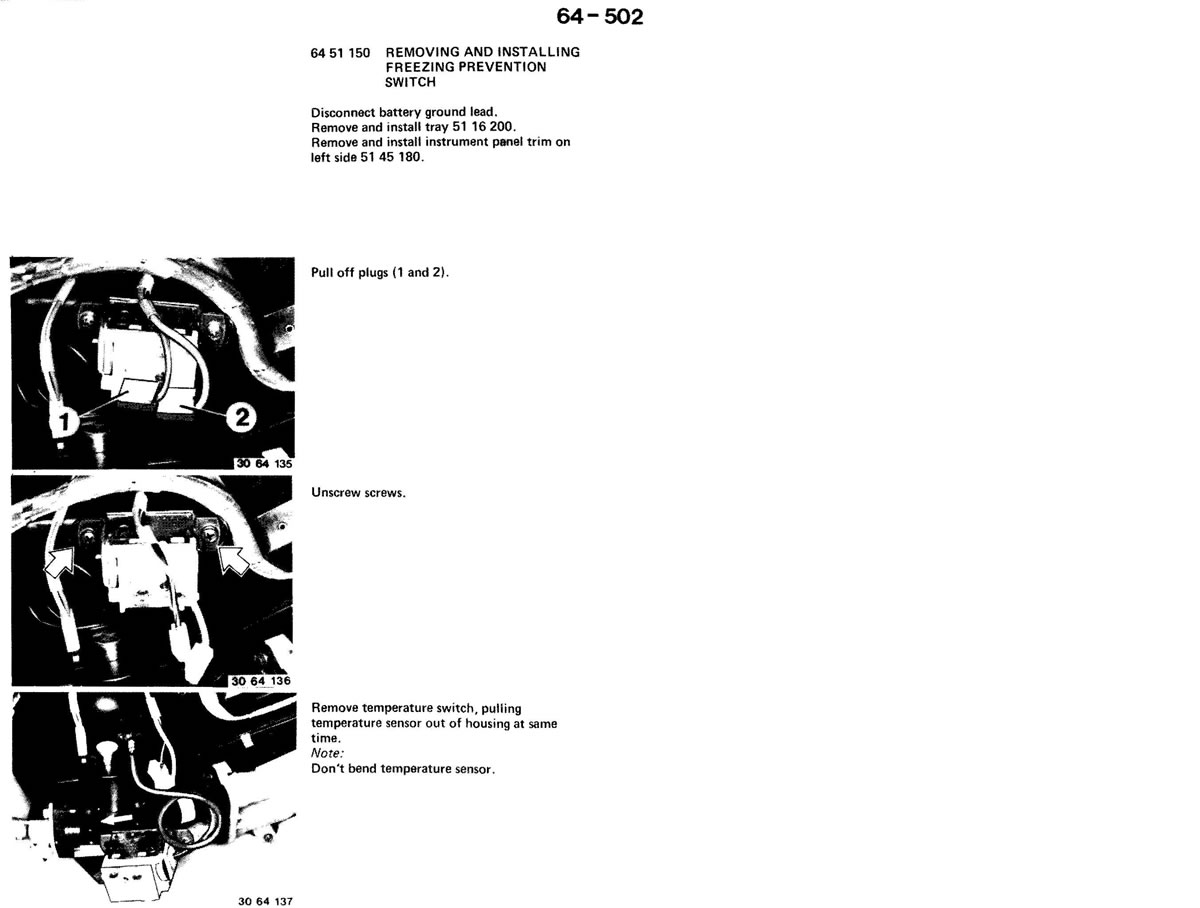 64-502
64 51 150 REMOVING AND INSTALLING
FREEZING PREVENTION
SWITCH
Disconnect battery ground lead.
Remove and install tray 51 16 200.
Remove and install instrument panel trim on
left side 51 45 180.
Pull off plugs (1 and 2).
1
2
30 64 135
Unscrew screws.
30 64 136
Remove temperature switch, pulling
temperature sensor out of housing at same
time.
Note:
Don't bend temperature sensor.
30 64 137